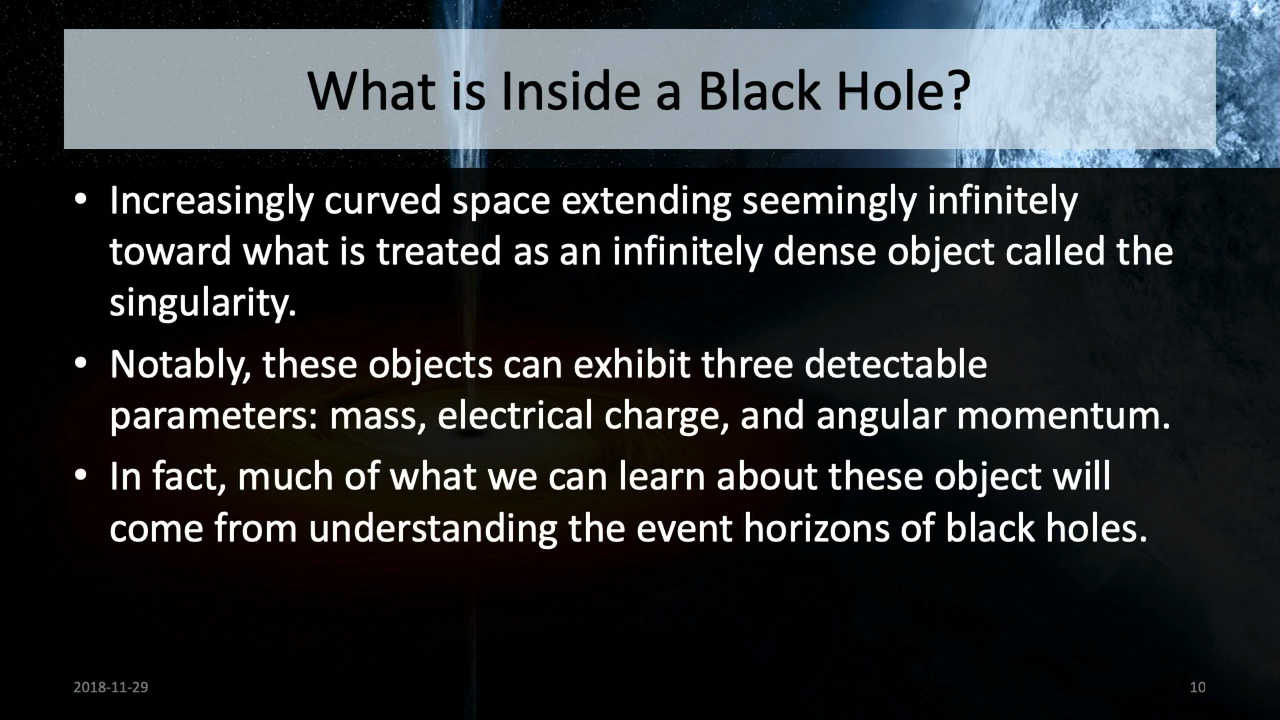 What is Inside a Black Hole?
• Increasingly curved space extending seemingly infinitely
toward what is treated as an infinitely dense object called the
singularity.
• Notably, these objects can exhibit three detectable
parameters: mass, electrical charge, and angular momentum.
• In fact, much of what we can learn about these object will
come from understanding the event horizons of black holes.
2018-11-29
10